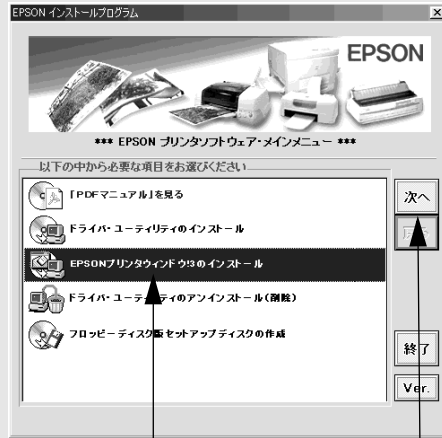 EPSON インストールプログラム
EPSON
*** EPSON プリンタソフトウェア・メインメニュー ***
以下の中から必要な項目をお選びください
「PDFマニュアル」を見る
ドライバ・ユーティリティのインストール
EPSONプリンタウィンドウ!3のインストール
ドライバ・ユーティリティのアンインストール(削除)
フロッピーディスク版セットアップディスクの作成
次へ
終了
Ver.